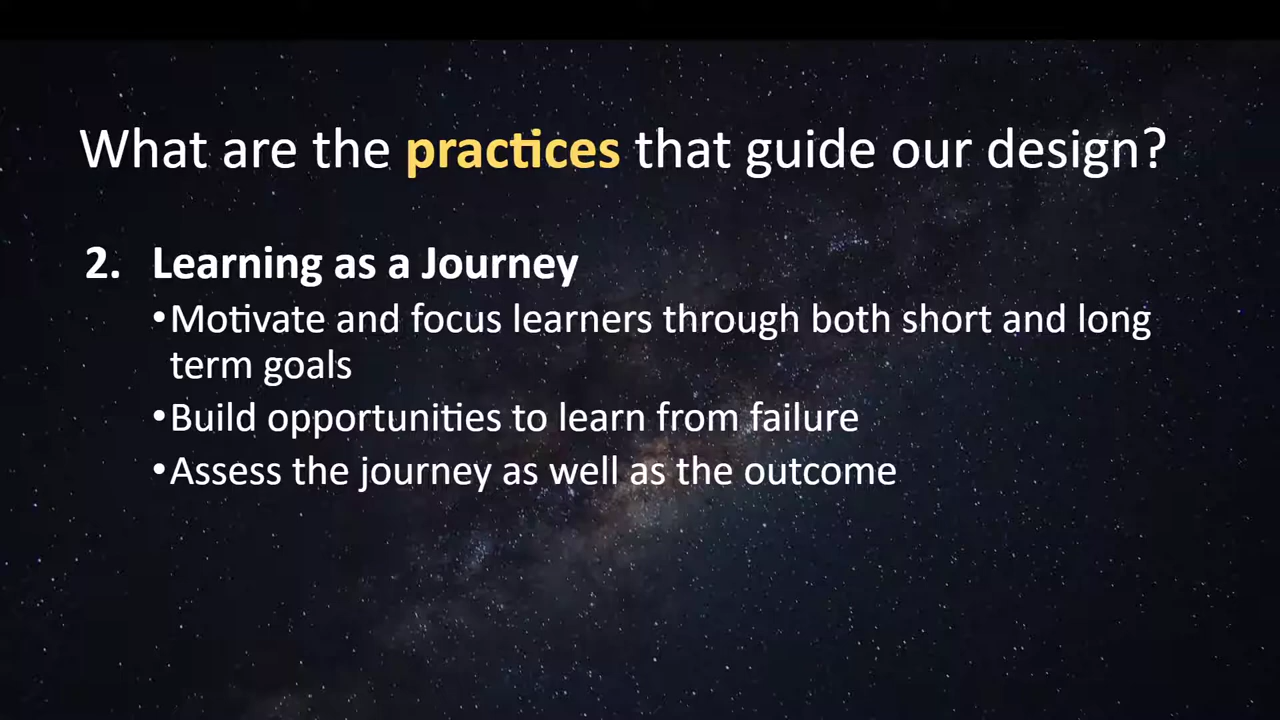 What are the practices that guide our design?
2. Learning as a Journey
•Motivate and focus learners through both short and long
term goals
•Build opportunities to learn from failure
•Assess the journey as well as the outcome